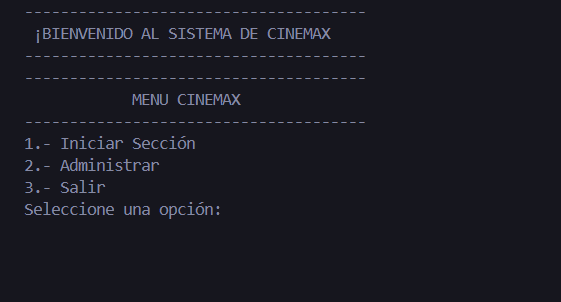 --------------------------------------
¡BIENVENIDO AL SISTEMA DE CINEMAX
--------------------------------------
--------------------------------------
MENU CINEMAX
--------------------------------------
1.- Iniciar Sección
2.- Administrar
3.- Salir
Seleccione una opción: